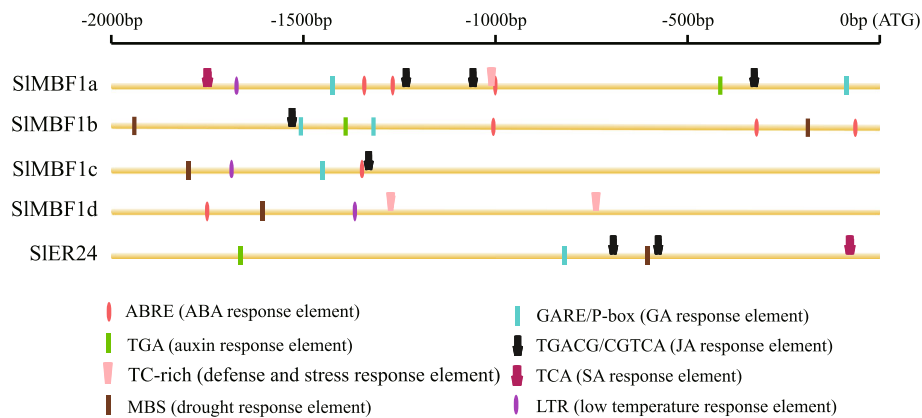 -2000bp -1500bp -1000bp -500bp 0bp (ATG)
SlMBF1a
SlMBF1b
SlMBF1c
SlMBF1d
SlER24
ABRE (ABA response element)
TGA (auxin response element)
TC-rich (defense and stress response element)
MBS (drought response element)
GARE/P-box (GA response element)
TGACG/CGTCA (JA response element)
TCA (SA response element)
LTR (low temperature response element)